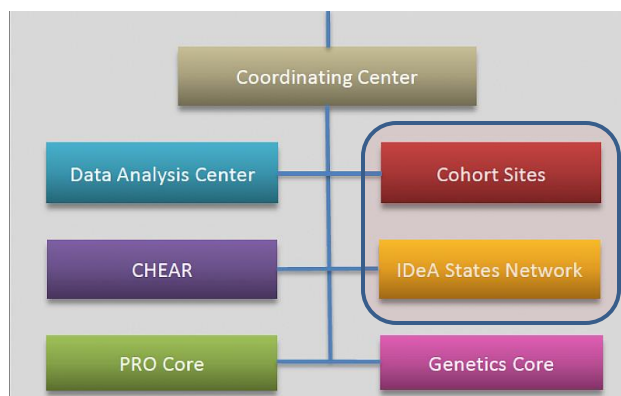 Coordinating Center
Data Analysis Center
Cohort Sites
CHEAR
IDeA States Network
PRO Core
Genetics Core